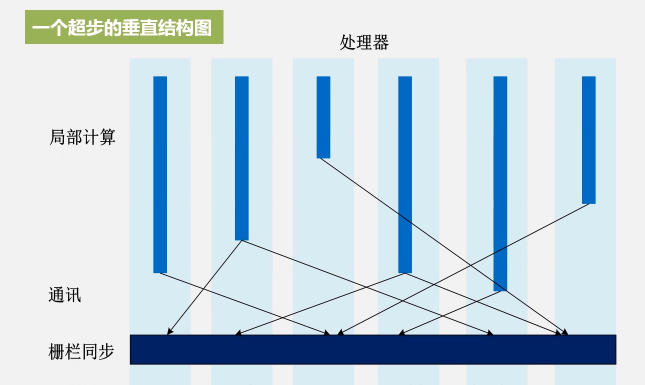 一个超步的垂直结构图
处理器
局部计算
通讯
栅栏同步